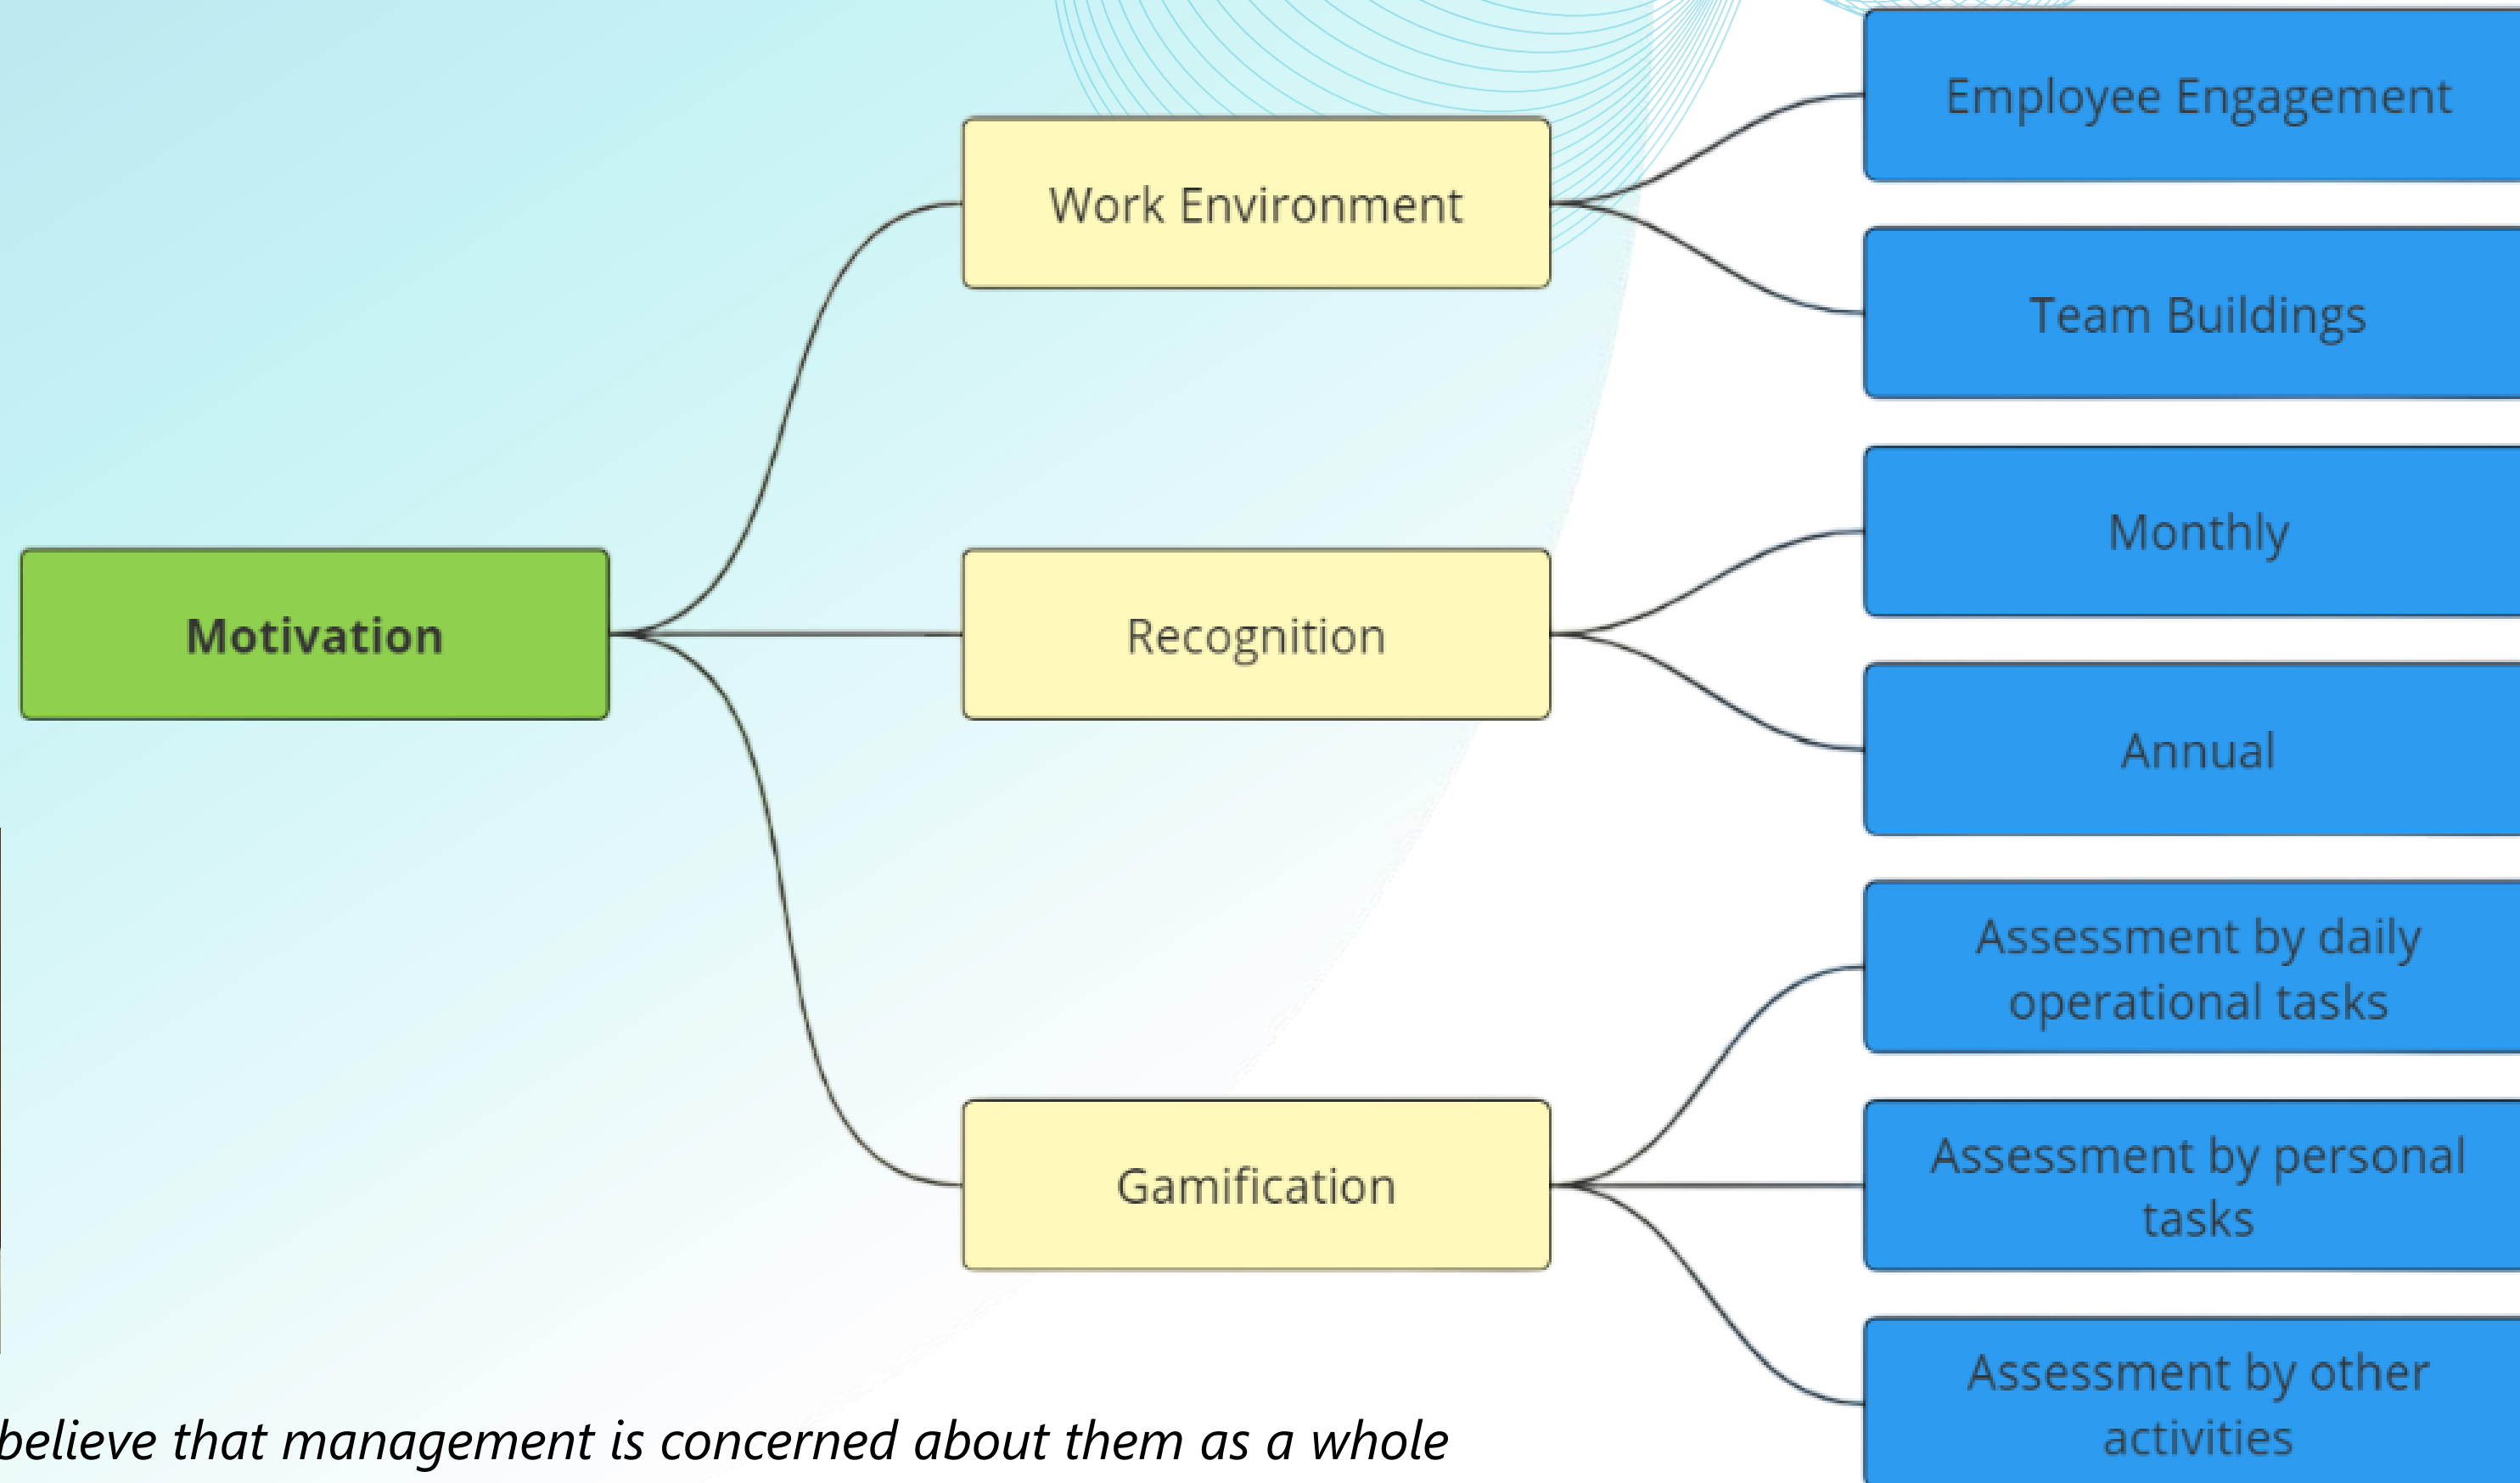 Motivation
Work Environment
Employee Engagement
Team Buildings
Recognition
Monthly
Annual
Gamification
Assessment by daily
operational tasks
Assessment by personal
tasks
Assessment by other
activities
believe that management is concerned about them as a whole